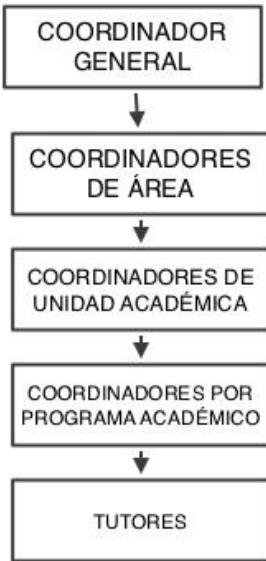 COORDINADOR
GENERAL
COORDINADORES
DE ÁREA
COORDINADORES DE
UNIDAD ACADÉMICA
COORDINADORES POR
PROGRAMA ACADÉMICO
TUTORES